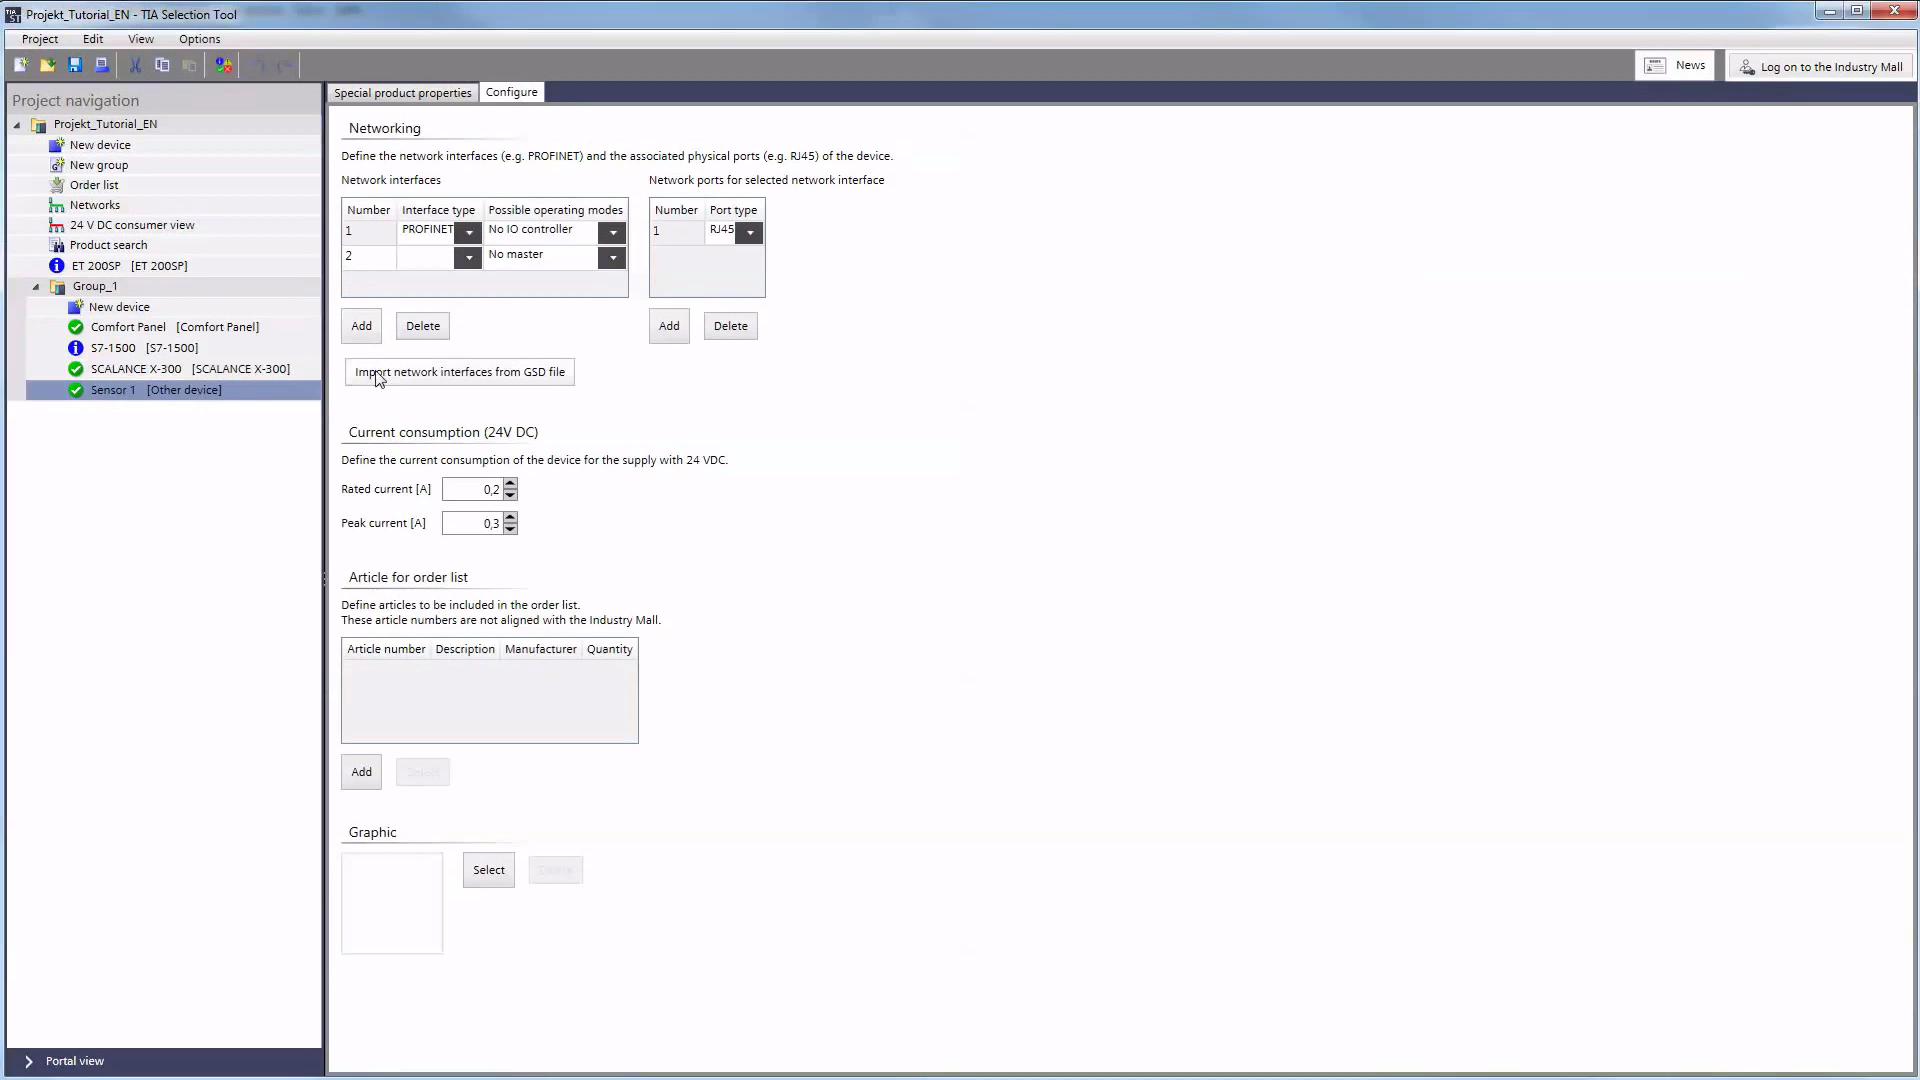 Projekt_Tutorial_EN - TIA Selection Tool
Project Edit View Options
News
Log on to the Industry Mall
Project navigation
Projekt_Tutorial_EN
New device
New group
Order list
Networks
24 V DC consumer view
Product search
ET 200SP [ET 200SP]
Group_1
New device
Comfort Panel [Comfort Panel]
S7-1500 [S7-1500]
SCALANCE X-300 [SCALANCE X-300]
Sensor 1 [Other device]
Portal view
Special product properties Configure
Networking
Define the network interfaces (e.g. PROFINET) and the associated physical ports (e.g. RJ45) of the device.
Network interfaces Network ports for selected network interface
Number Interface type Possible operating modes Number Port type
1 PROFINET No IO controller 1 RJ45
2 No master
Add Delete Add Delete
Import network interfaces from GSD file
Current consumption (24V DC)
Define the current consumption of the device for the supply with 24 VDC.
Rated current [A] 0,2
Peak current [A] 0,3
Article for order list
Define articles to be included in the order list.
These article numbers are not aligned with the Industry Mall.
Article number Description Manufacturer Quantity
Add
Graphic
Select